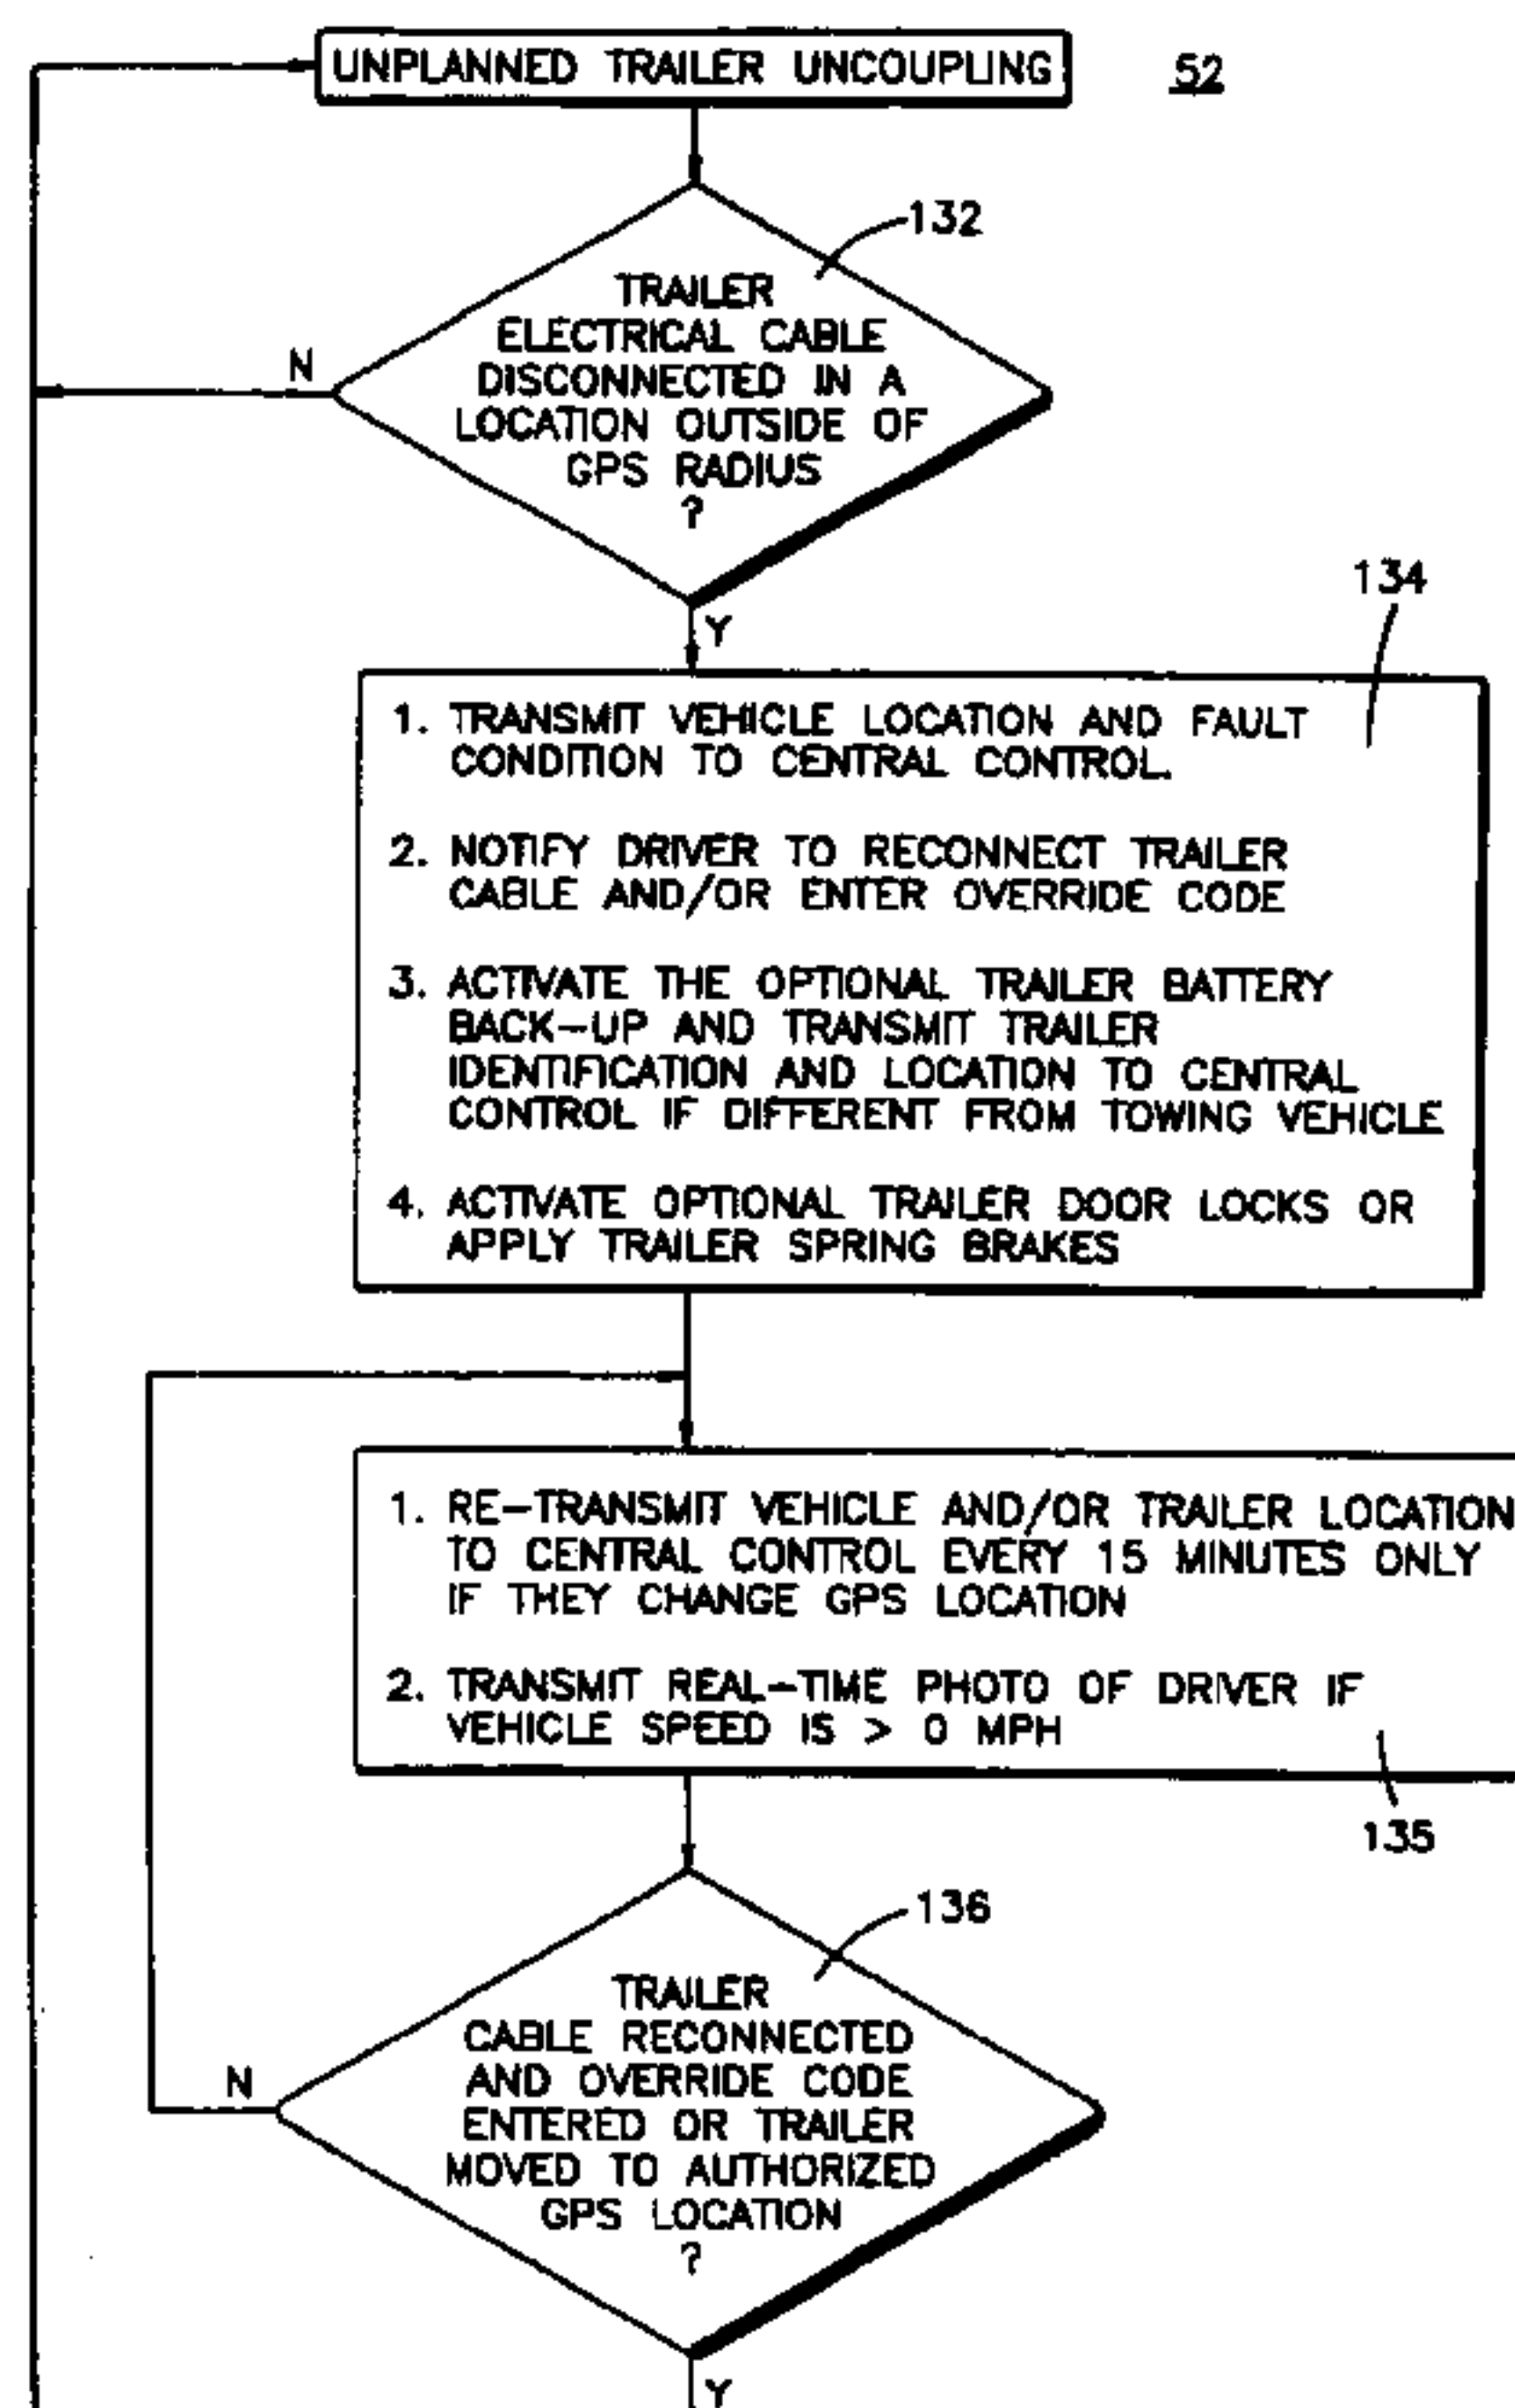 UNPLANNED TRAILER UNCOUPLING
52
132
TRAILER
ELECTRICAL CABLE
DISCONNECTED IN A
LOCATION OUTSIDE OF
GPS RADIUS
?
N
Y
134
1. TRANSMIT VEHICLE LOCATION AND FAULT
CONDITION TO CENTRAL CONTROL.
2. NOTIFY DRIVER TO RECONNECT TRAILER
CABLE AND/OR ENTER OVERRIDE CODE
3. ACTIVATE THE OPTIONAL TRAILER BATTERY
BACK-UP AND TRANSMIT TRAILER
IDENTIFICATION AND LOCATION TO CENTRAL
CONTROL IF DIFFERENT FROM TOWING VEHICLE
4. ACTIVATE OPTIONAL TRAILER DOOR LOCKS OR
APPLY TRAILER SPRING BRAKES
1. RE-TRANSMIT VEHICLE AND/OR TRAILER LOCATION
TO CENTRAL CONTROL EVERY 15 MINUTES ONLY
IF THEY CHANGE GPS LOCATION
2. TRANSMIT REAL-TIME PHOTO OF DRIVER IF
VEHICLE SPEED IS > 0 MPH
135
136
TRAILER
CABLE RECONNECTED
AND OVERRIDE CODE
ENTERED OR TRAILER
MOVED TO AUTHORIZED
GPS LOCATION
?
N
Y